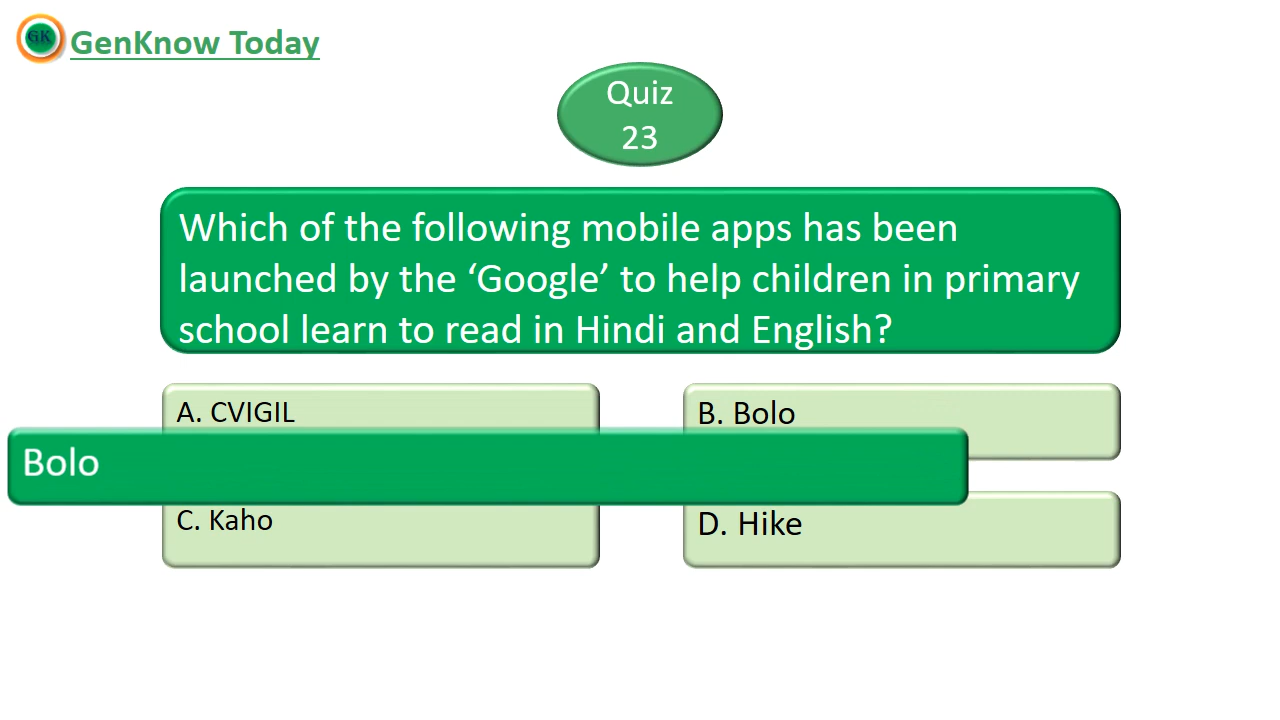 GK
GenKnow Today
Quiz
23
Which of the following mobile apps has been
launched by the ‘Google’ to help children in primary
school learn to read in Hindi and English?
A. CVIGIL
B. Bolo
Bolo
C. Kaho
D. Hike